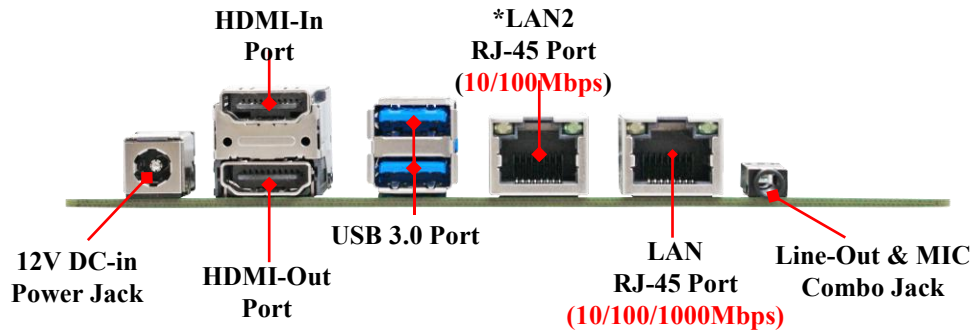 HDMI-In
Port
*LAN2
RJ-45 Port
(10/100Mbps)
12V DC-in
Power Jack
HDMI-Out
Port
USB 3.0 Port
LAN
RJ-45 Port
(10/100/1000Mbps)
Line-Out & MIC
Combo Jack